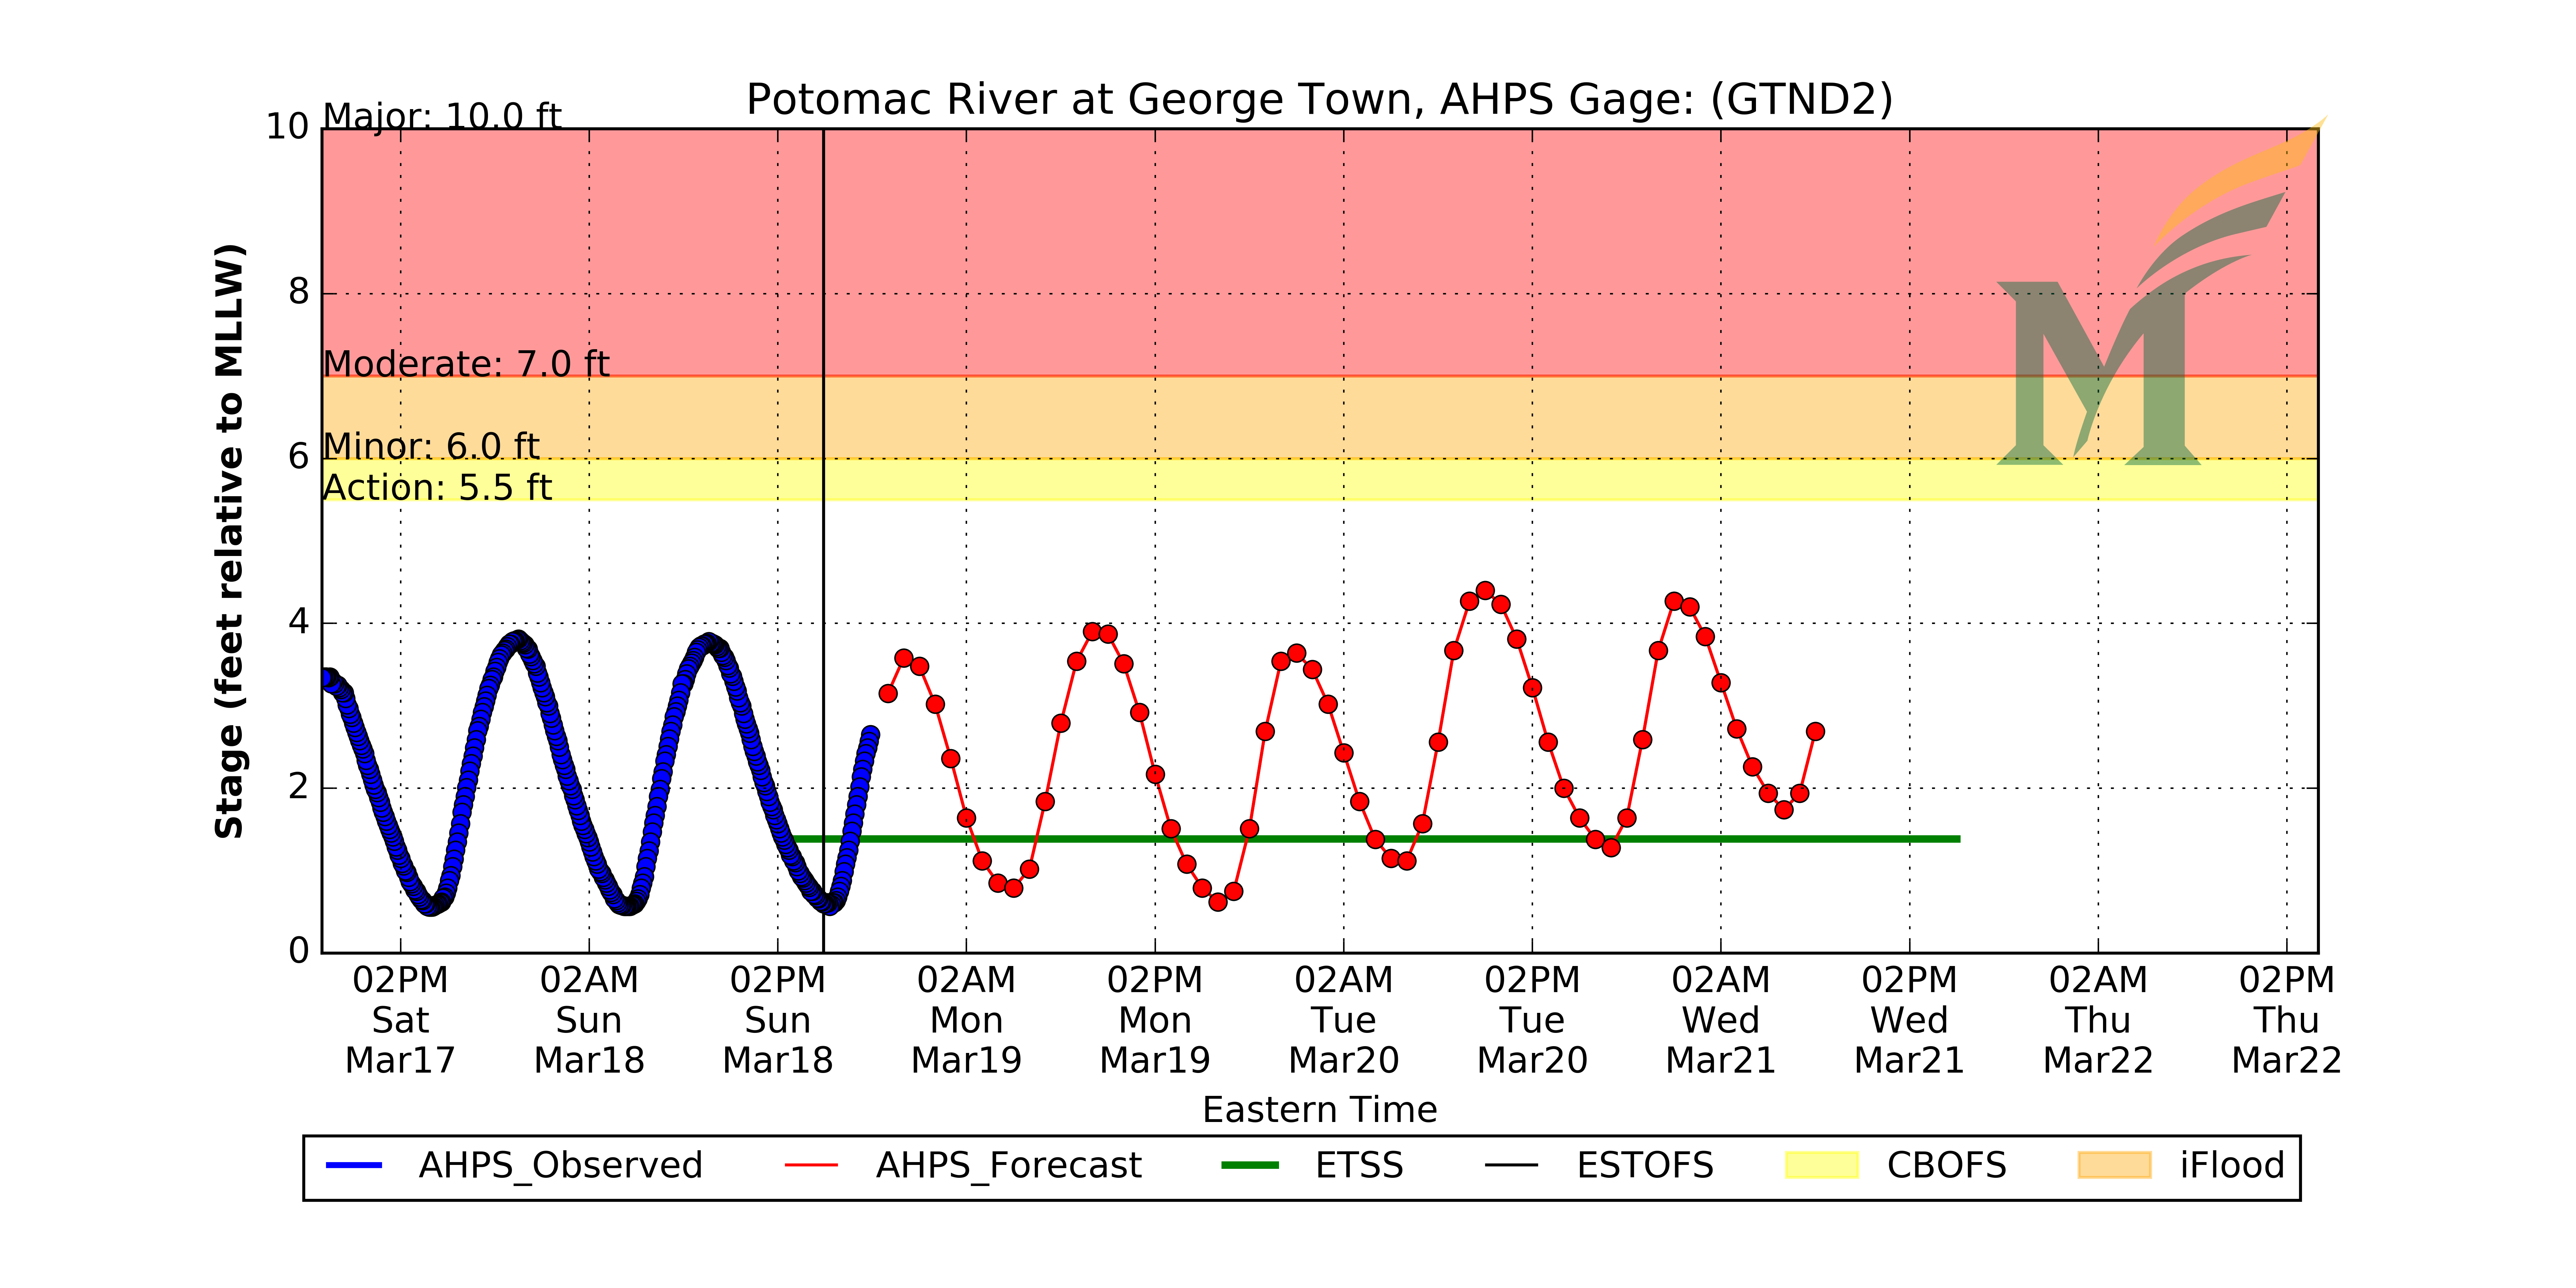 Potomac River at George Town, AHPS Gage: (GTND2)
Major: 10.0 ft
Moderate: 7.0 ft
Minor: 6.0 ft
Action: 5.5 ft
10
8
6
4
2
0
Stage (feet relative to MLLW)
02PM 02AM 02PM 02AM 02PM 02AM 02PM 02AM 02PM 02AM 02PM
Sat Sun Sun Mon Mon Tue Tue Wed Wed Thu Thu
Mar17 Mar18 Mar18 Mar19 Mar19 Mar20 Mar20 Mar21 Mar21 Mar22 Mar22
Eastern Time
AHPS_Observed AHPS_Forecast ETSS ESTOFS CBOFS iFlood